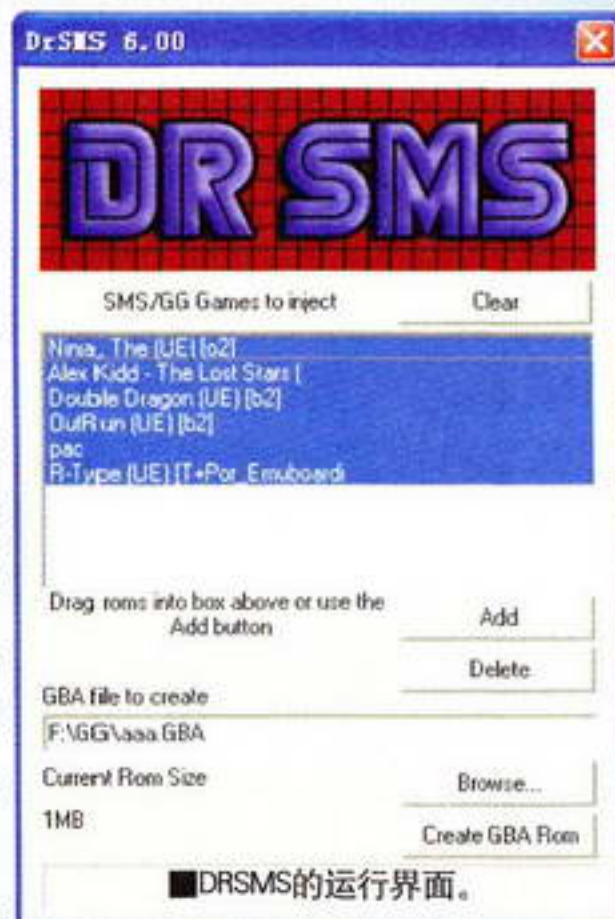 DrSMS 6.00
DR SMS
SMS/GG Games to inject
Clear
Ninja, The (UE) [o2]
Alex Kidd - The Lost Stars (
Double Dragon (UE) [b2]
OutRun (UE) [b2]
pac
R-Type (UE) [T+Por_Emuboardi
Drag roms into box above or use the
Add button
Add
Delete
GBA file to create
F:\GG\aaa.GBA
Current Rom Size
Browse...
1MB
Create GBA Rom
■DRSMS的运行界面。